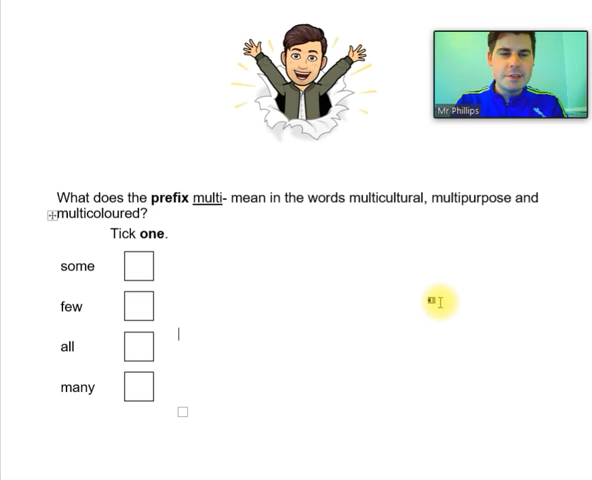 Mr Phillips
What does the prefix multi- mean in the words multicultural, multipurpose and
multicoloured?
Tick one.
some
few
all
many